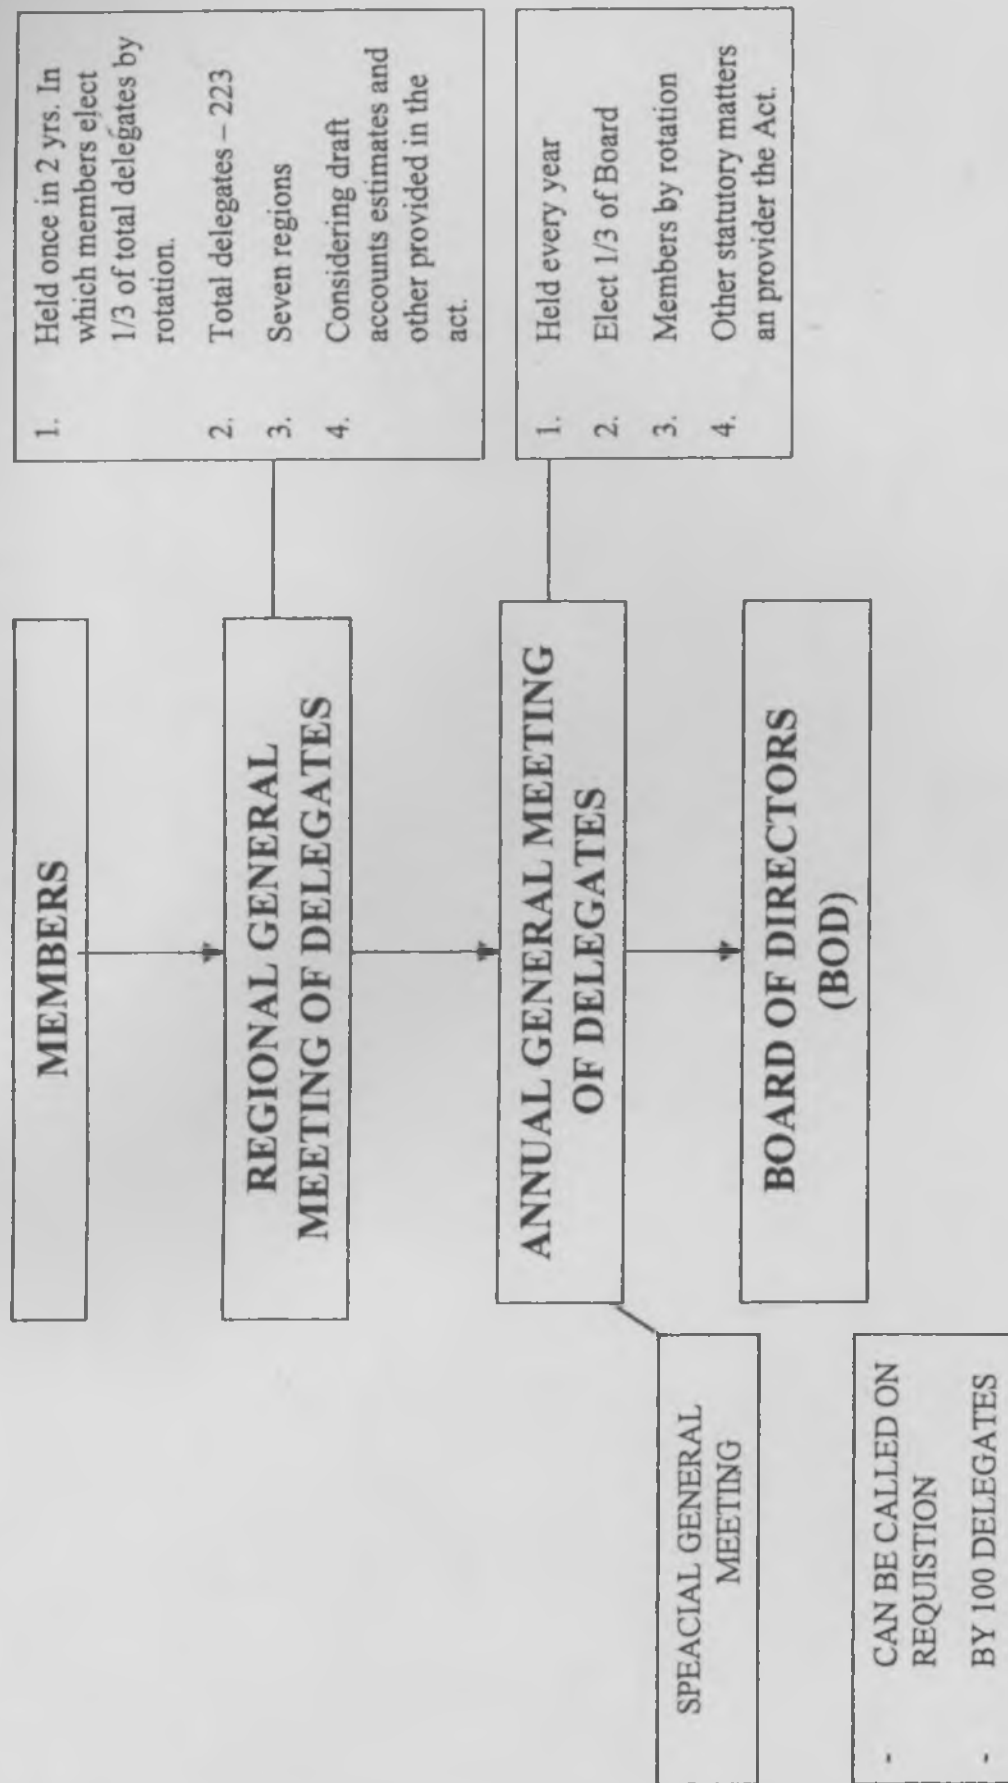 MEMBERS
REGIONAL GENERAL
MEETING OF DELEGATES
1. Held once in 2 yrs. In
which members elect
1/3 of total delegates by
rotation.
2. Total delegates – 223
3. Seven regions
4. Considering draft
accounts estimates and
other provided in the
act.
ANNUAL GENERAL MEETING
OF DELEGATES
1. Held every year
2. Elect 1/3 of Board
3. Members by rotation
4. Other statutory matters
an provider the Act.
SPEACIAL GENERAL
MEETING
BOARD OF DIRECTORS
(BOD)
- CAN BE CALLED ON
REQUISTION
- BY 100 DELEGATES